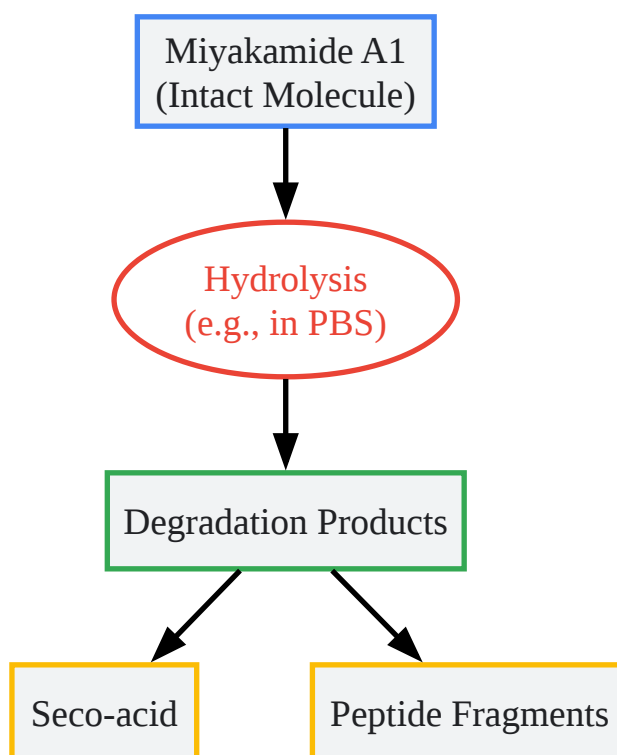 Miyakamide A1
(Intact Molecule)
Hydrolysis
(e.g., in PBS)
Degradation Products
Seco-acid
Peptide Fragments